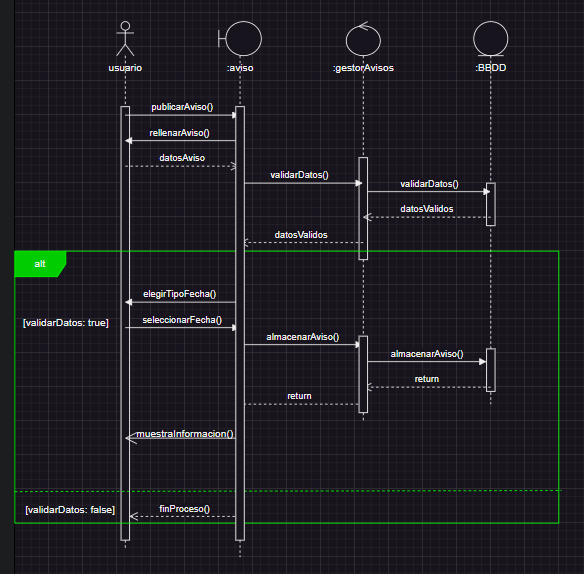 usuario
:aviso
:gestorAvisos
:BBDD
publicarAviso()
rellenarAviso()
datosAviso
validarDatos()
validarDatos()
datosValidos
datosValidos
alt
elegirTipoFecha()
[validarDatos: true]
seleccionarFecha()
almacenarAviso()
almacenarAviso()
return
return
muestraInformacion()
[validarDatos: false]
finProceso()